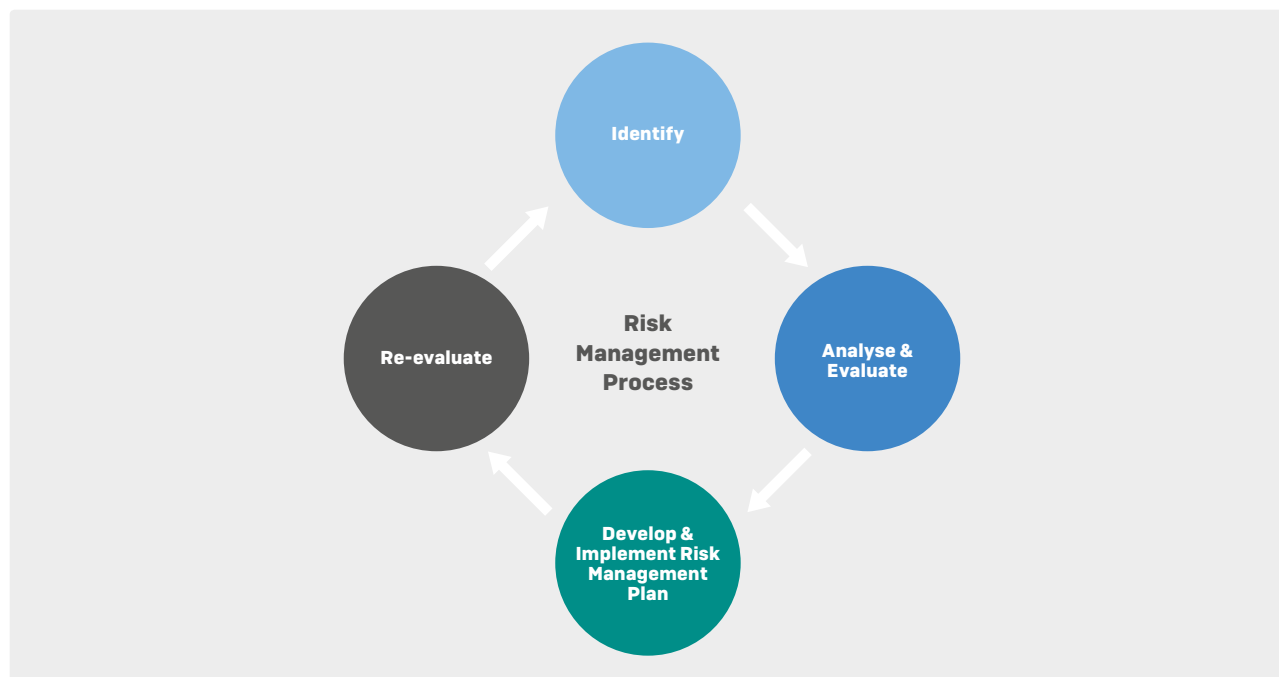 Identify
Risk
Management
Process
Analyse &
Evaluate
Develop &
Implement Risk
Management
Plan
Re-evaluate